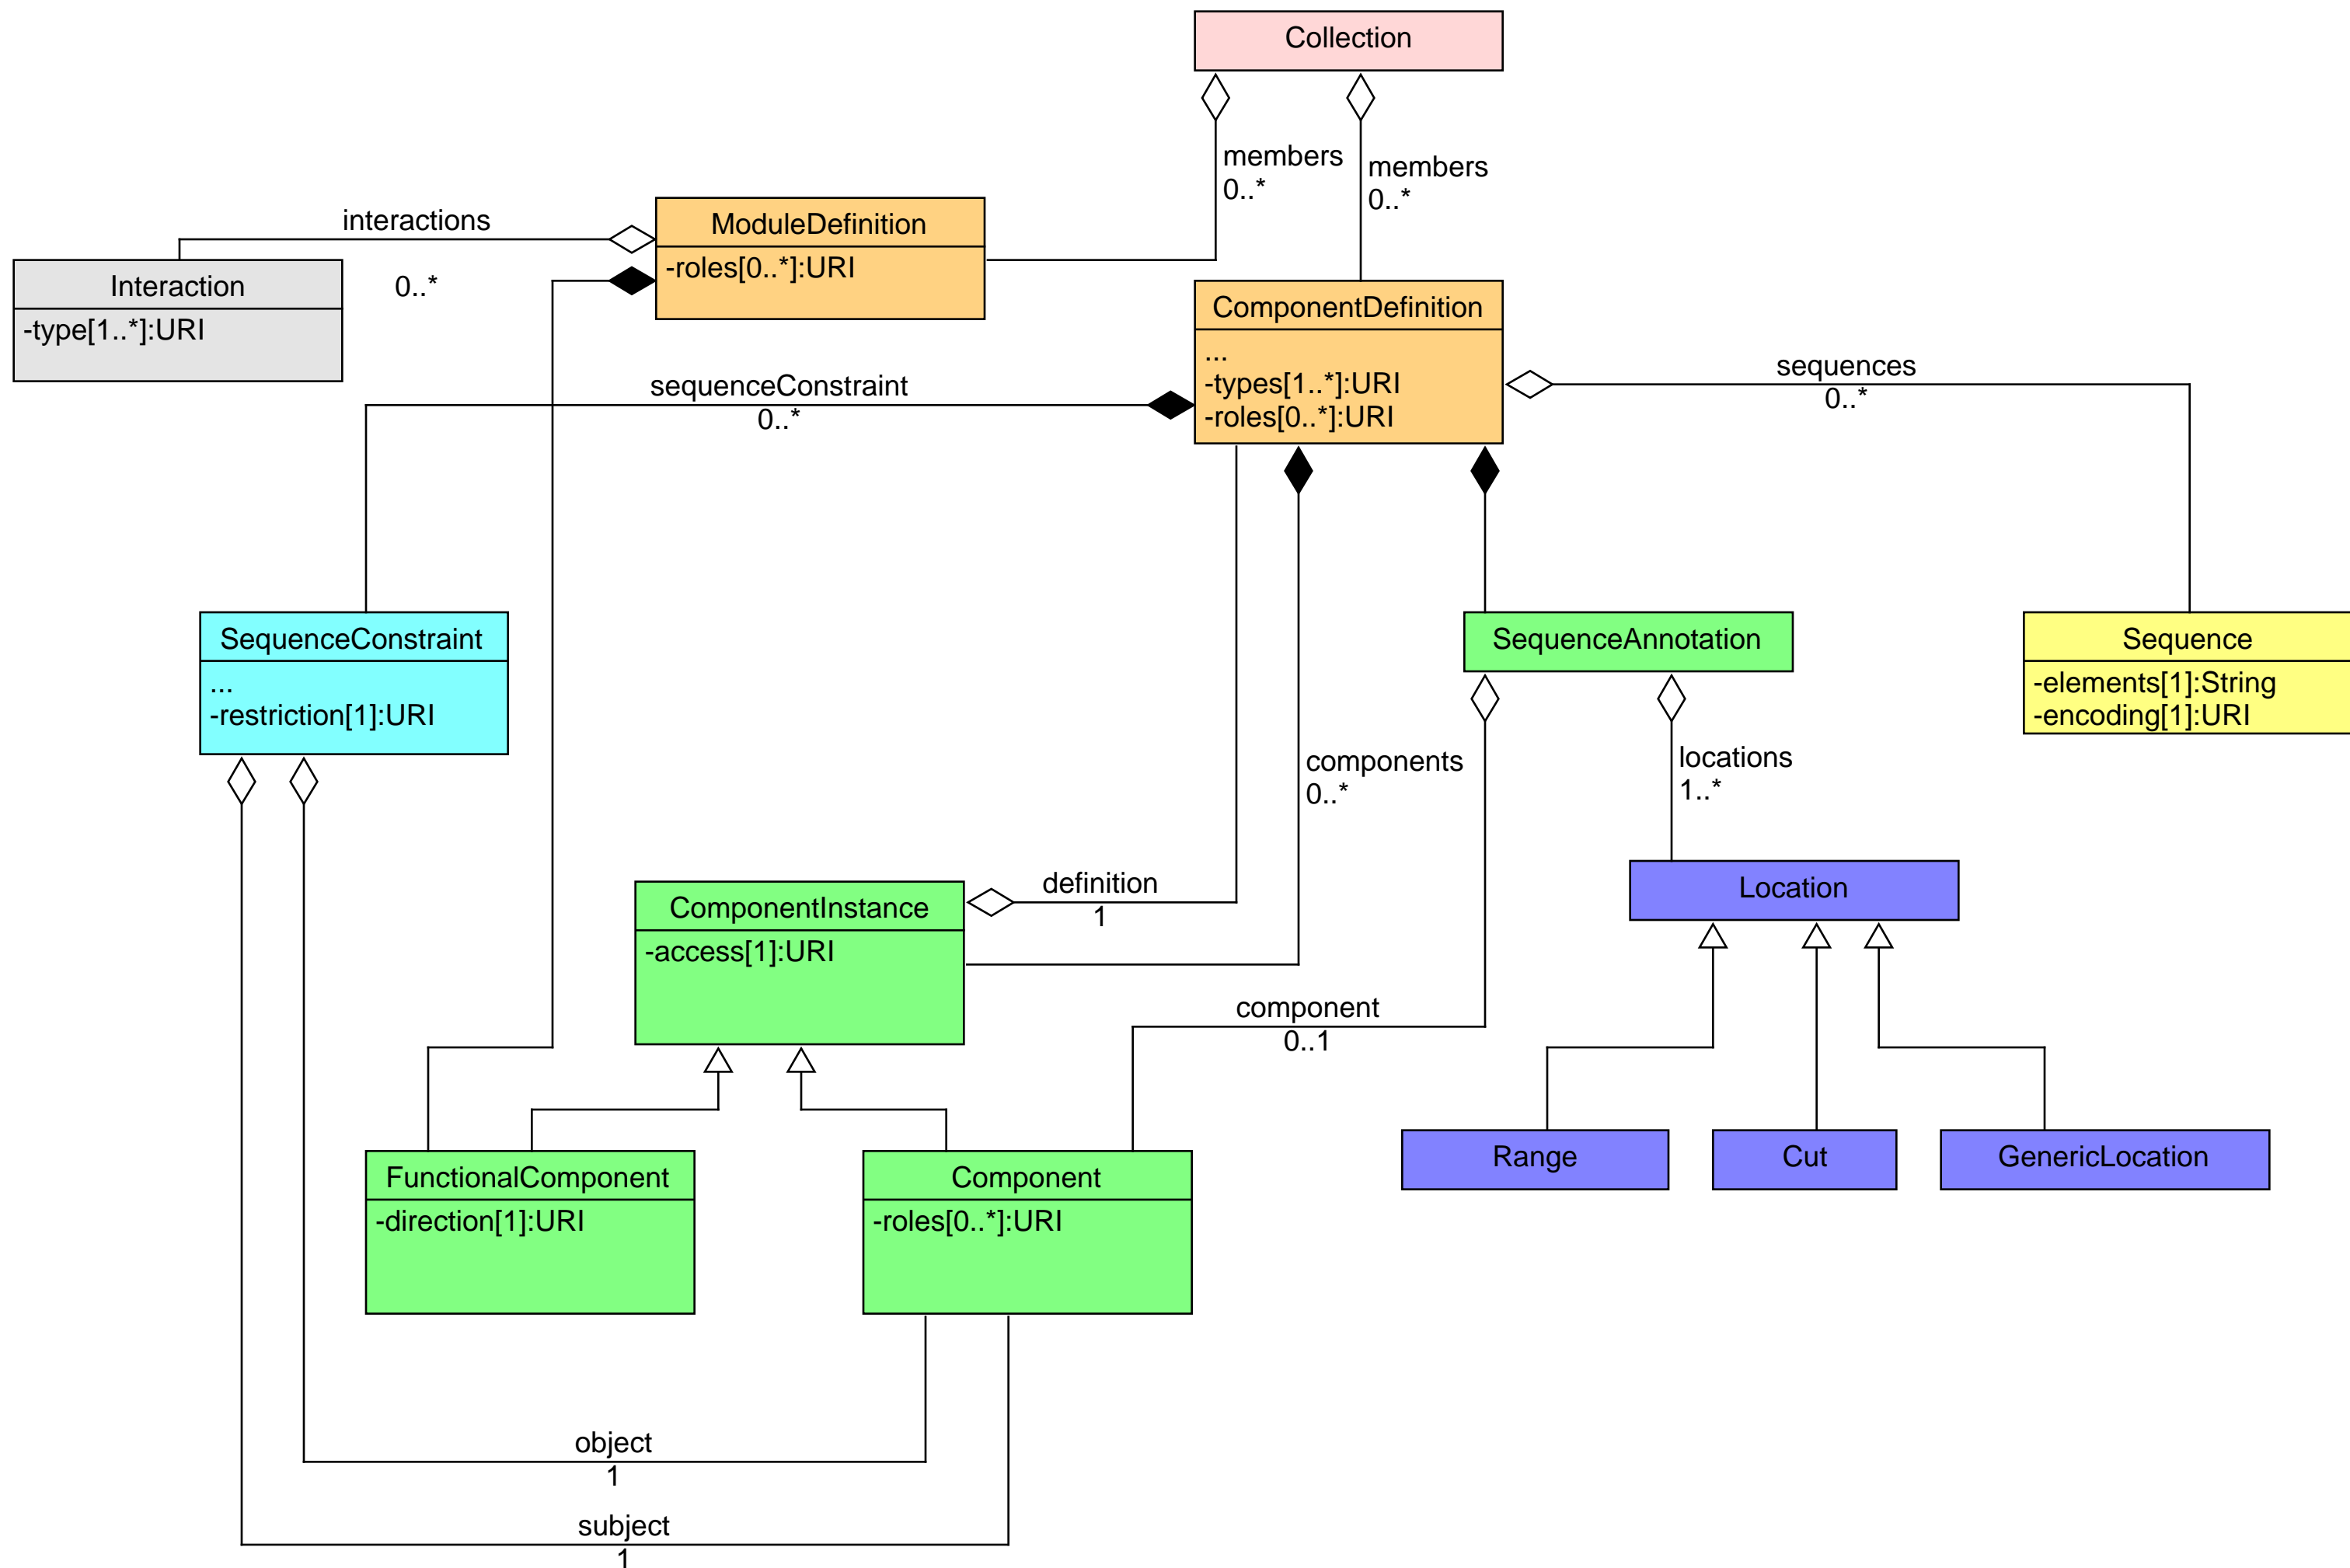 Collection
members
0..*
members
0..*
interactions
0..*
ModuleDefinition
-roles[0..*]:URI
Interaction
-type[1..*]:URI
ComponentDefinition
...
-types[1..*]:URI
-roles[0..*]:URI
sequences
0..*
sequenceConstraint
0..*
SequenceConstraint
...
-restriction[1]:URI
SequenceAnnotation
Sequence
-elements[1]:String
-encoding[1]:URI
components
0..*
locations
1..*
definition
1
ComponentInstance
-access[1]:URI
Location
component
0..1
Range
Cut
GenericLocation
FunctionalComponent
-direction[1]:URI
Component
-roles[0..*]:URI
object
1
subject
1